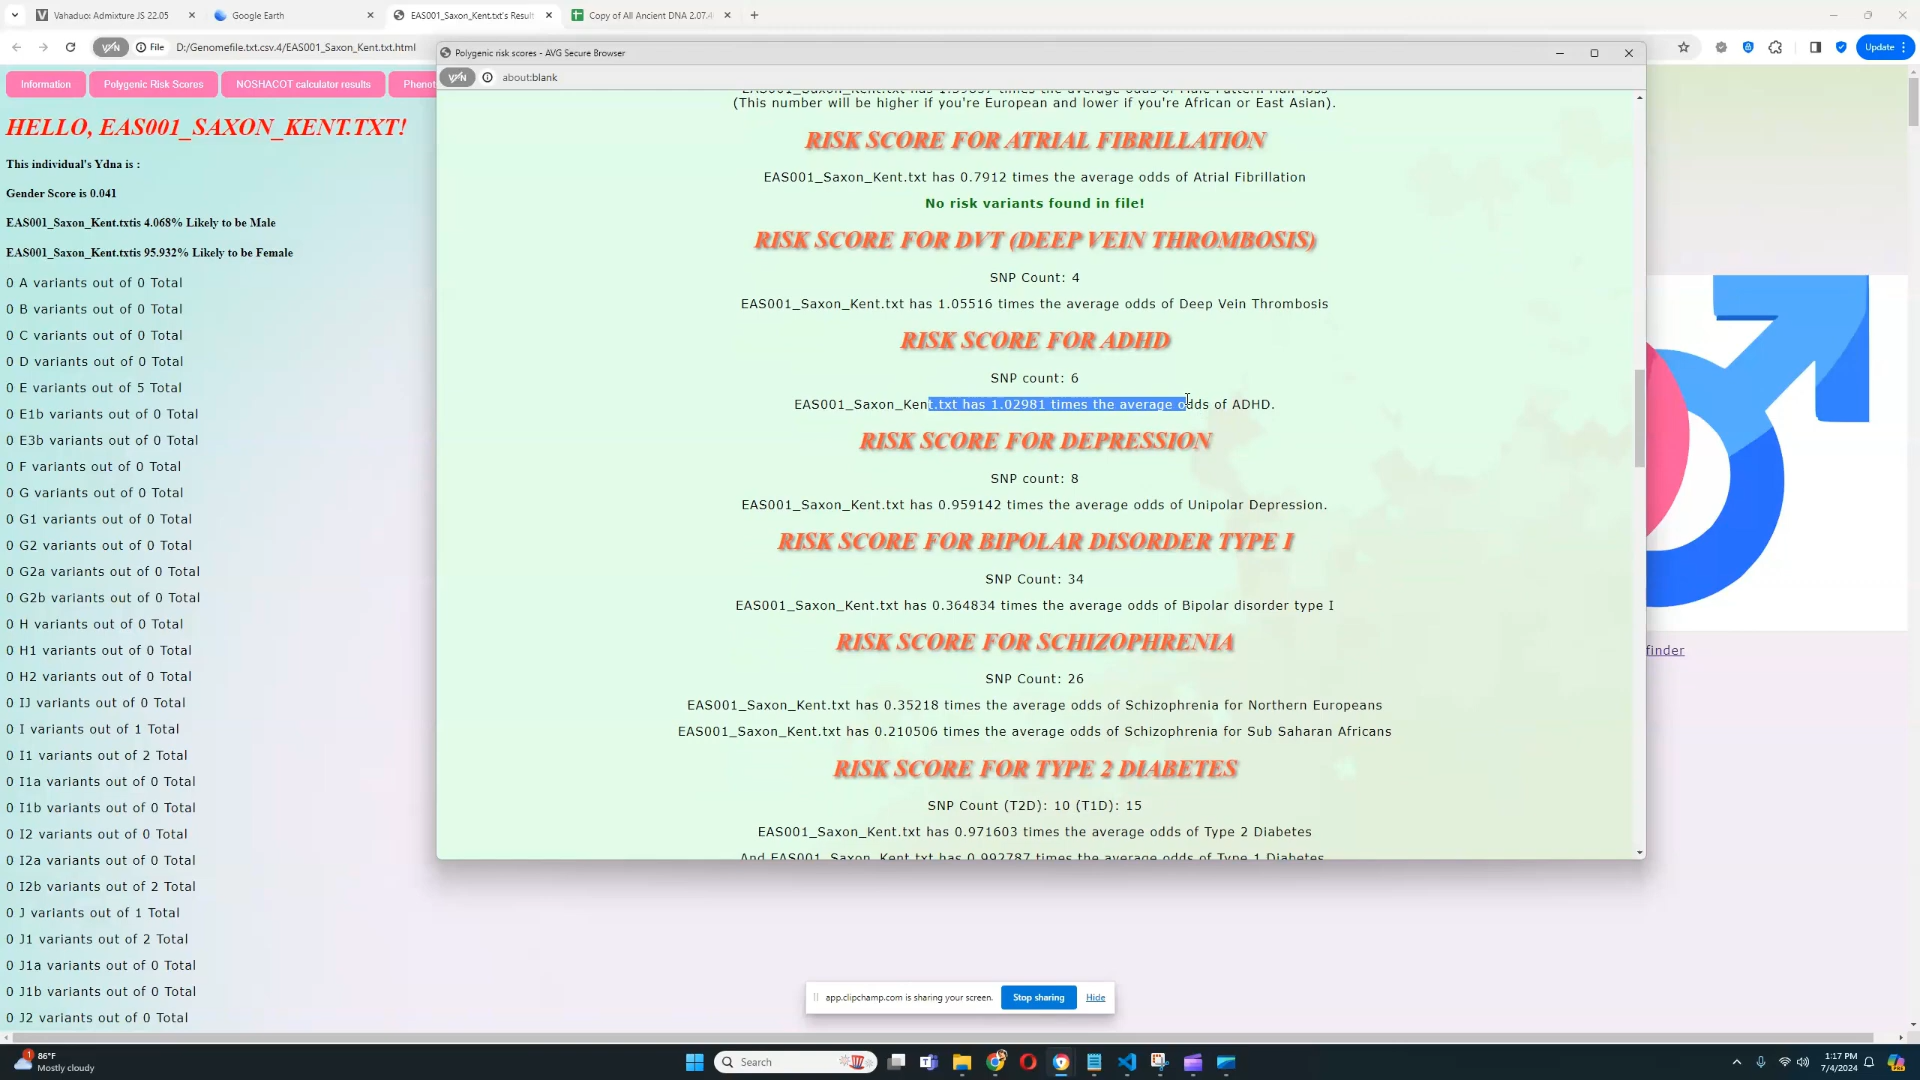 Vahaduo: Admixture JS 22.05
Google Earth
EAS001_Saxon_Kent.txt's Result
Copy of All Ancient DNA 2.07.4
VPN
File
D:/Genomefile.txt.csv.4/EAS001_Saxon_Kent.txt.html
Update
Information
Polygenic Risk Scores
NOSHACOT calculator results
Phenot
HELLO, EAS001_SAXON_KENT.TXT!
This individual's Ydna is :
Gender Score is 0.041
EAS001_Saxon_Kent.txtis 4.068% Likely to be Male
EAS001_Saxon_Kent.txtis 95.932% Likely to be Female
0 A variants out of 0 Total
0 B variants out of 0 Total
0 C variants out of 0 Total
0 D variants out of 0 Total
0 E variants out of 5 Total
0 E1b variants out of 0 Total
0 E3b variants out of 0 Total
0 F variants out of 0 Total
0 G variants out of 0 Total
0 G1 variants out of 0 Total
0 G2 variants out of 0 Total
0 G2a variants out of 0 Total
0 G2b variants out of 0 Total
0 H variants out of 0 Total
0 H1 variants out of 0 Total
0 H2 variants out of 0 Total
0 IJ variants out of 0 Total
0 I variants out of 1 Total
0 I1 variants out of 2 Total
0 I1a variants out of 0 Total
0 I1b variants out of 0 Total
0 I2 variants out of 0 Total
0 I2a variants out of 0 Total
0 I2b variants out of 2 Total
0 J variants out of 1 Total
0 J1 variants out of 2 Total
0 J1a variants out of 0 Total
0 J1b variants out of 0 Total
0 J2 variants out of 0 Total
Polygenic risk scores - AVG Secure Browser
VPN
about:blank
(This number will be higher if you're European and lower if you're African or East Asian).
RISK SCORE FOR ATRIAL FIBRILLATION
EAS001_Saxon_Kent.txt has 0.7912 times the average odds of Atrial Fibrillation
No risk variants found in file!
RISK SCORE FOR DVT (DEEP VEIN THROMBOSIS)
SNP Count: 4
EAS001_Saxon_Kent.txt has 1.05516 times the average odds of Deep Vein Thrombosis
RISK SCORE FOR ADHD
SNP count: 6
EAS001_Saxon_Kent.txt has 1.02981 times the average odds of ADHD.
RISK SCORE FOR DEPRESSION
SNP count: 8
EAS001_Saxon_Kent.txt has 0.959142 times the average odds of Unipolar Depression.
RISK SCORE FOR BIPOLAR DISORDER TYPE I
SNP Count: 34
EAS001_Saxon_Kent.txt has 0.364834 times the average odds of Bipolar disorder type I
RISK SCORE FOR SCHIZOPHRENIA
SNP Count: 26
EAS001_Saxon_Kent.txt has 0.35218 times the average odds of Schizophrenia for Northern Europeans
EAS001_Saxon_Kent.txt has 0.210506 times the average odds of Schizophrenia for Sub Saharan Africans
RISK SCORE FOR TYPE 2 DIABETES
SNP Count (T2D): 10 (T1D): 15
EAS001_Saxon_Kent.txt has 0.971603 times the average odds of Type 2 Diabetes
And EAS001_Saxon_Kent.txt has 0.992787 times the average odds of Type 1 Diabetes
finder
app.clipchamp.com is sharing your screen.
Stop sharing
Hide
1
86°F
Mostly cloudy
Search
1:17 PM
7/4/2024